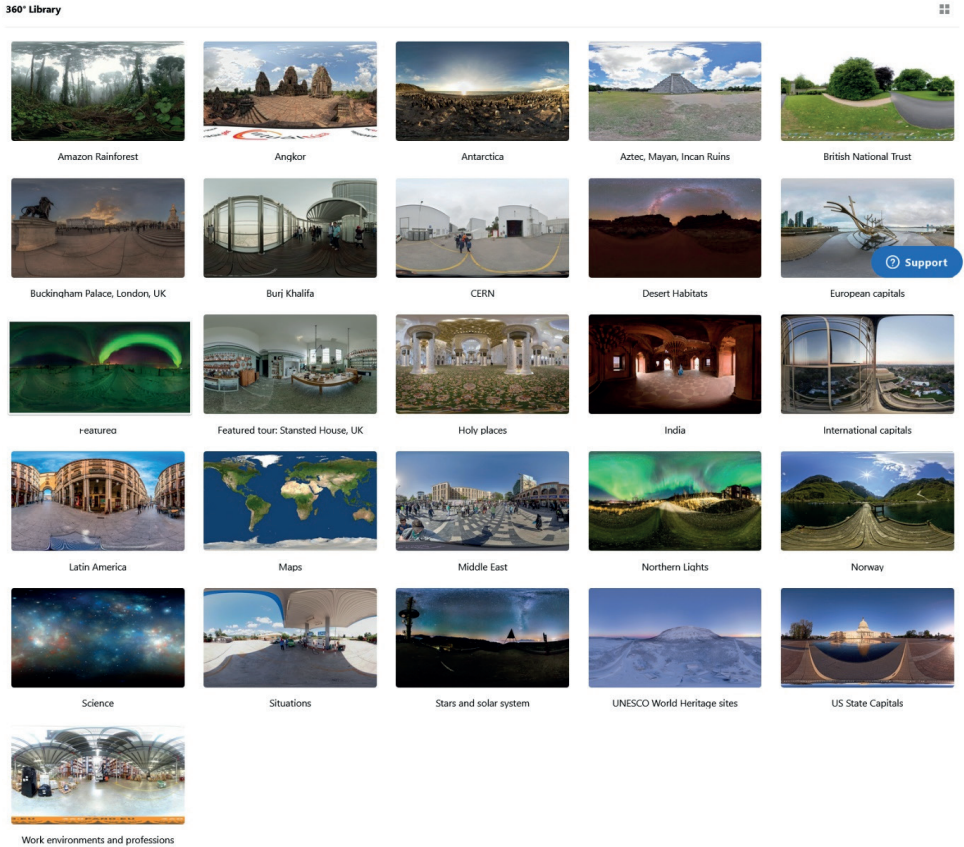 360° Library
Amazon Rainforest
Angkor
Antarctica
Aztec, Mayan, Incan Ruins
British National Trust
Buckingham Palace, London, UK
Burj Khalifa
CERN
Desert Habitats
European capitals
Support
Featured
Featured tour: Stansted House, UK
Holy places
India
International capitals
Latin America
Maps
Middle East
Northern Lights
Norway
Science
Situations
Stars and solar system
UNESCO World Heritage sites
US State Capitals
Work environments and professions